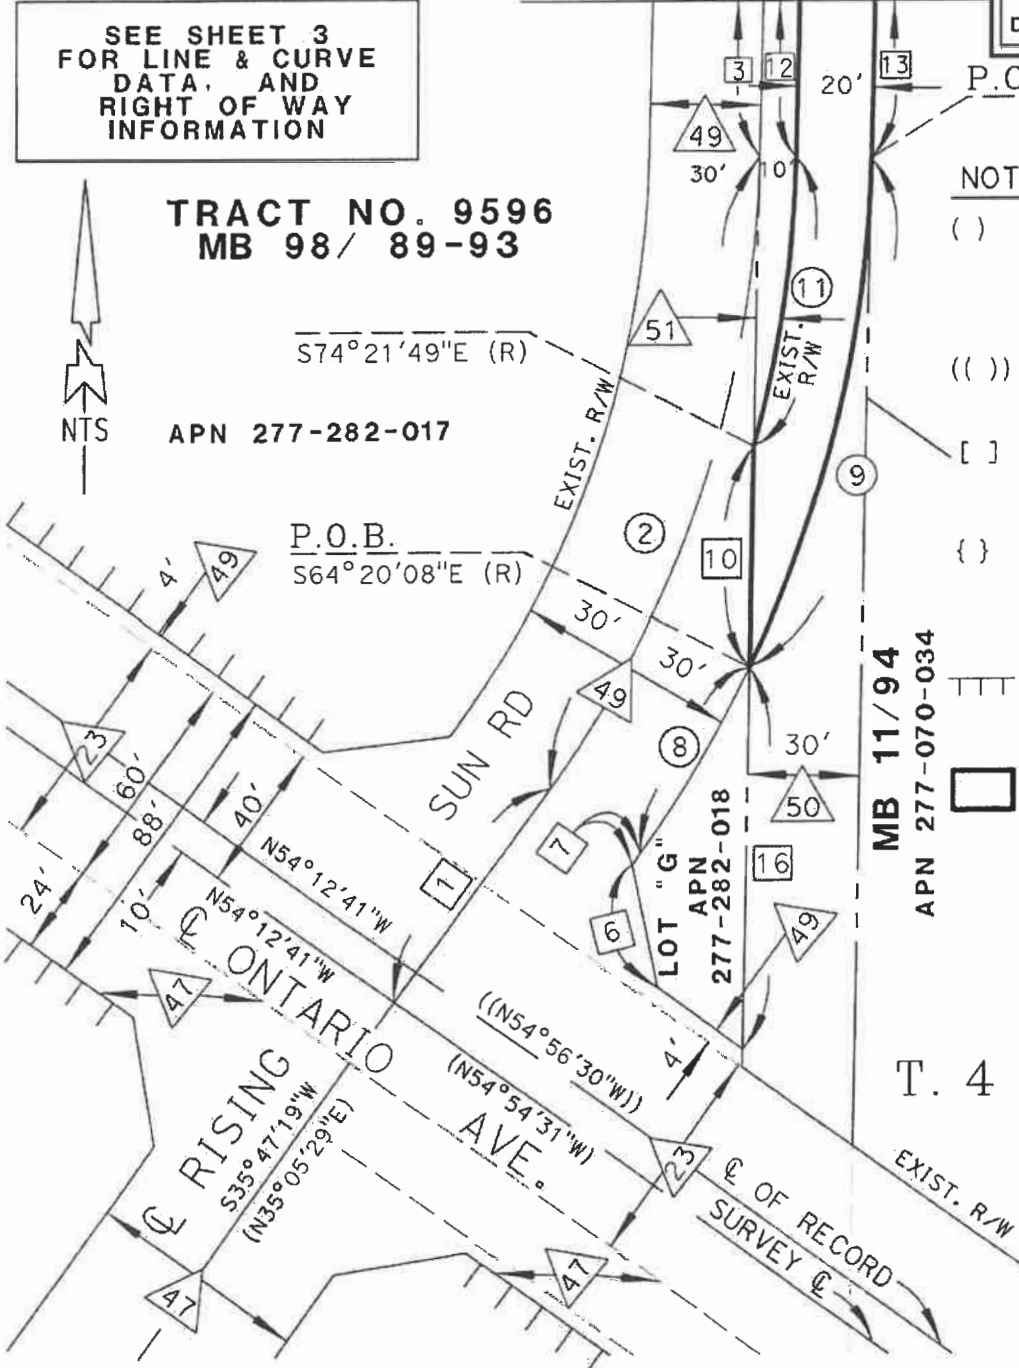 SEE SHEET 3
FOR LINE & CURVE
DATA, AND
RIGHT OF WAY
INFORMATION
TRACT NO. 9596
MB 98/ 89-93
3
12
13
20'
49
30'
10'
NOT
( )
11
51
S74°21'49"E (R)
EXIST. R/W
EXIST.
R/W
(( ))
NTS
APN 277-282-017
[ ]
9
EXIST. R/W
P.O.B.
S64°20'08"E (R)
2
10
{ }
4'
49
30'
30'
49
SUN RD
8
MB 11/94
APN 277-070-034
30'
50
23
60'
88'
40'
24'
10'
7
1
6
16
LOT "G"
APN
277-282-018
49
N54°12'41"W
N54°12'41"W
℄ ONTARIO
AVE.
47
((N54°56'30"W))
(N54°54'31"W)
4'
T. 4
℄ RISING
S35°47'19"W
(N35°05'29"E)
23
EXIST. R/W
℄ OF RECORD
SURVEY ℄
47
47